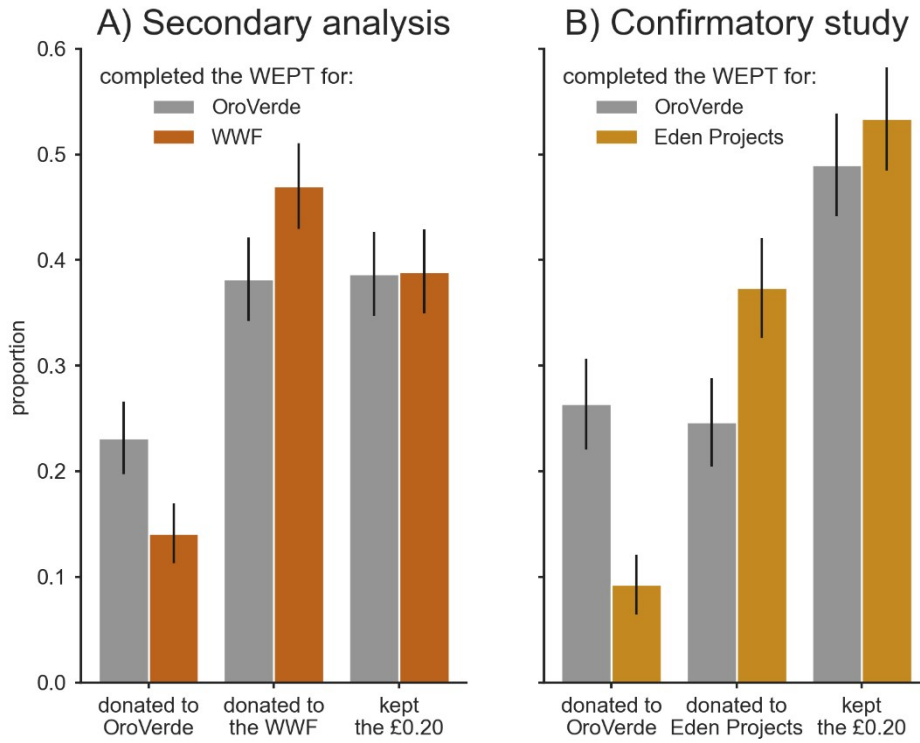 A) Secondary analysis
completed the WEPT for:
OroVerde
WWF
proportion
0.6
0.5
0.4
0.3
0.2
0.1
0.0
donated to
OroVerde
donated to
the WWF
kept
the £0.20
B) Confirmatory study
completed the WEPT for:
OroVerde
Eden Projects
donated to
OroVerde
donated to
Eden Projects
kept
the £0.20